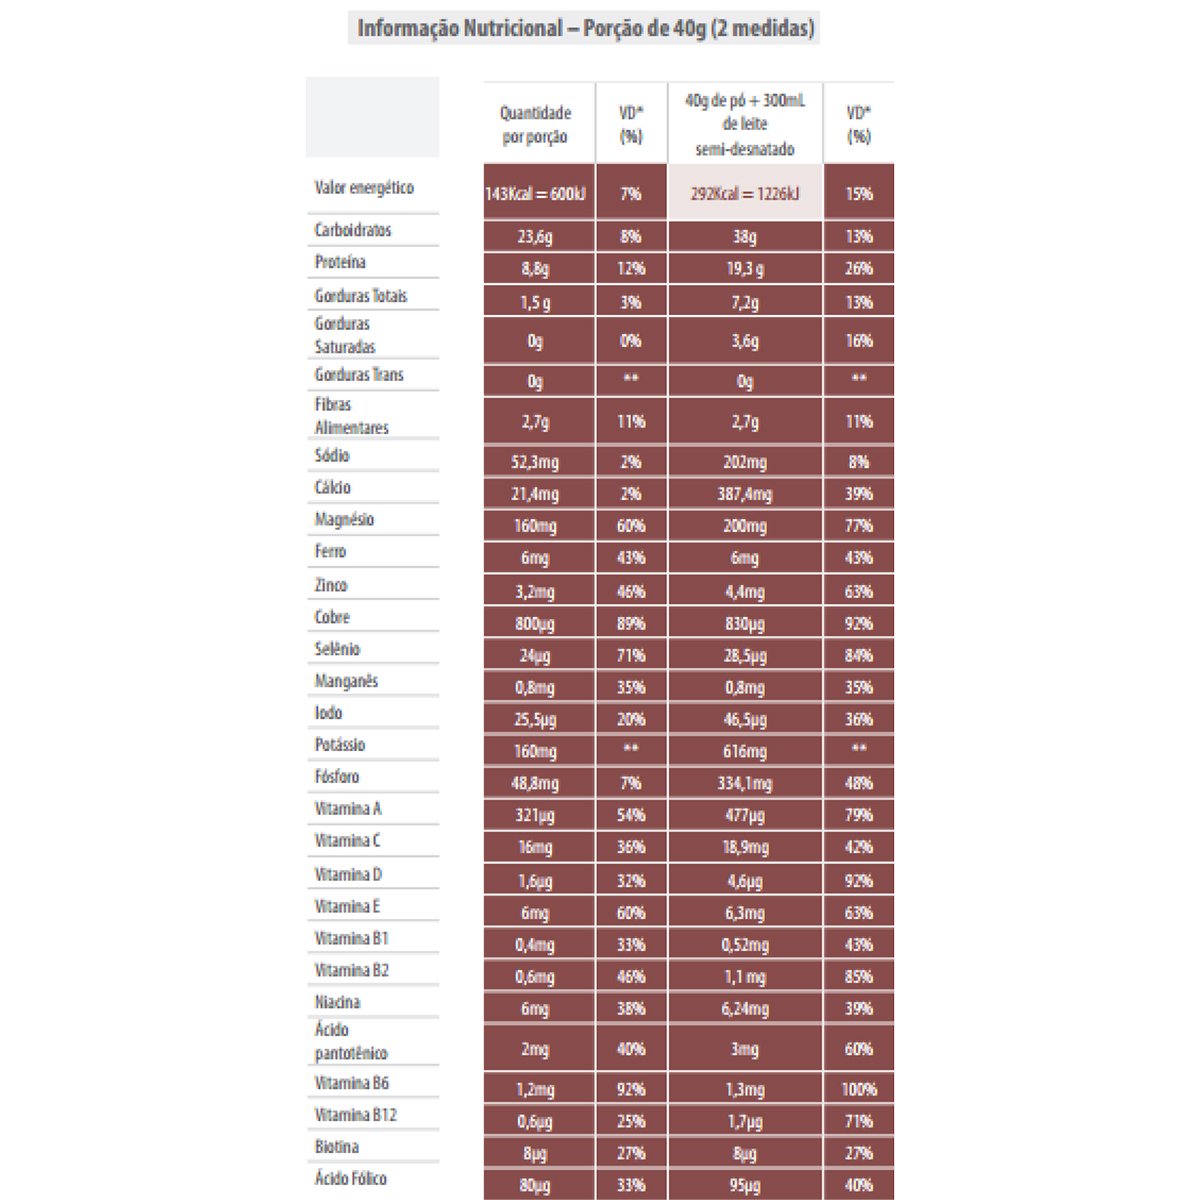 Informação Nutricional – Porção de 40g (2 medidas)
Quantidade por porção VD* (%) 40g de pó + 300mL de leite semi-desnatado VD* (%)
Valor energético 143Kcal = 600kJ 7% 292Kcal = 1226kJ 15%
Carboidratos 23,6g 8% 38g 13%
Proteína 8,8g 12% 19,3 g 26%
Gorduras Totais 1,5 g 3% 7,2g 13%
Gorduras Saturadas 0g 0% 3,6g 16%
Gorduras Trans 0g ** 0g **
Fibras Alimentares 2,7g 11% 2,7g 11%
Sódio 52,3mg 2% 202mg 8%
Cálcio 21,4mg 2% 387,4mg 39%
Magnésio 160mg 60% 200mg 77%
Ferro 6mg 43% 6mg 43%
Zinco 3,2mg 46% 4,4mg 63%
Cobre 800µg 89% 830µg 92%
Selênio 24µg 71% 28,5µg 84%
Manganês 0,8mg 35% 0,8mg 35%
Iodo 25,5µg 20% 46,5µg 36%
Potássio 160mg ** 616mg **
Fósforo 48,8mg 7% 334,1mg 48%
Vitamina A 321µg 54% 477µg 79%
Vitamina C 16mg 36% 18,9mg 42%
Vitamina D 1,6µg 32% 4,6µg 92%
Vitamina E 6mg 60% 6,3mg 63%
Vitamina B1 0,4mg 33% 0,52mg 43%
Vitamina B2 0,6mg 46% 1,1 mg 85%
Niacina 6mg 38% 6,24mg 39%
Ácido pantotênico 2mg 40% 3mg 60%
Vitamina B6 1,2mg 92% 1,3mg 100%
Vitamina B12 0,6µg 25% 1,7µg 71%
Biotina 8µg 27% 8µg 27%
Ácido Fólico 80µg 33% 95µg 40%